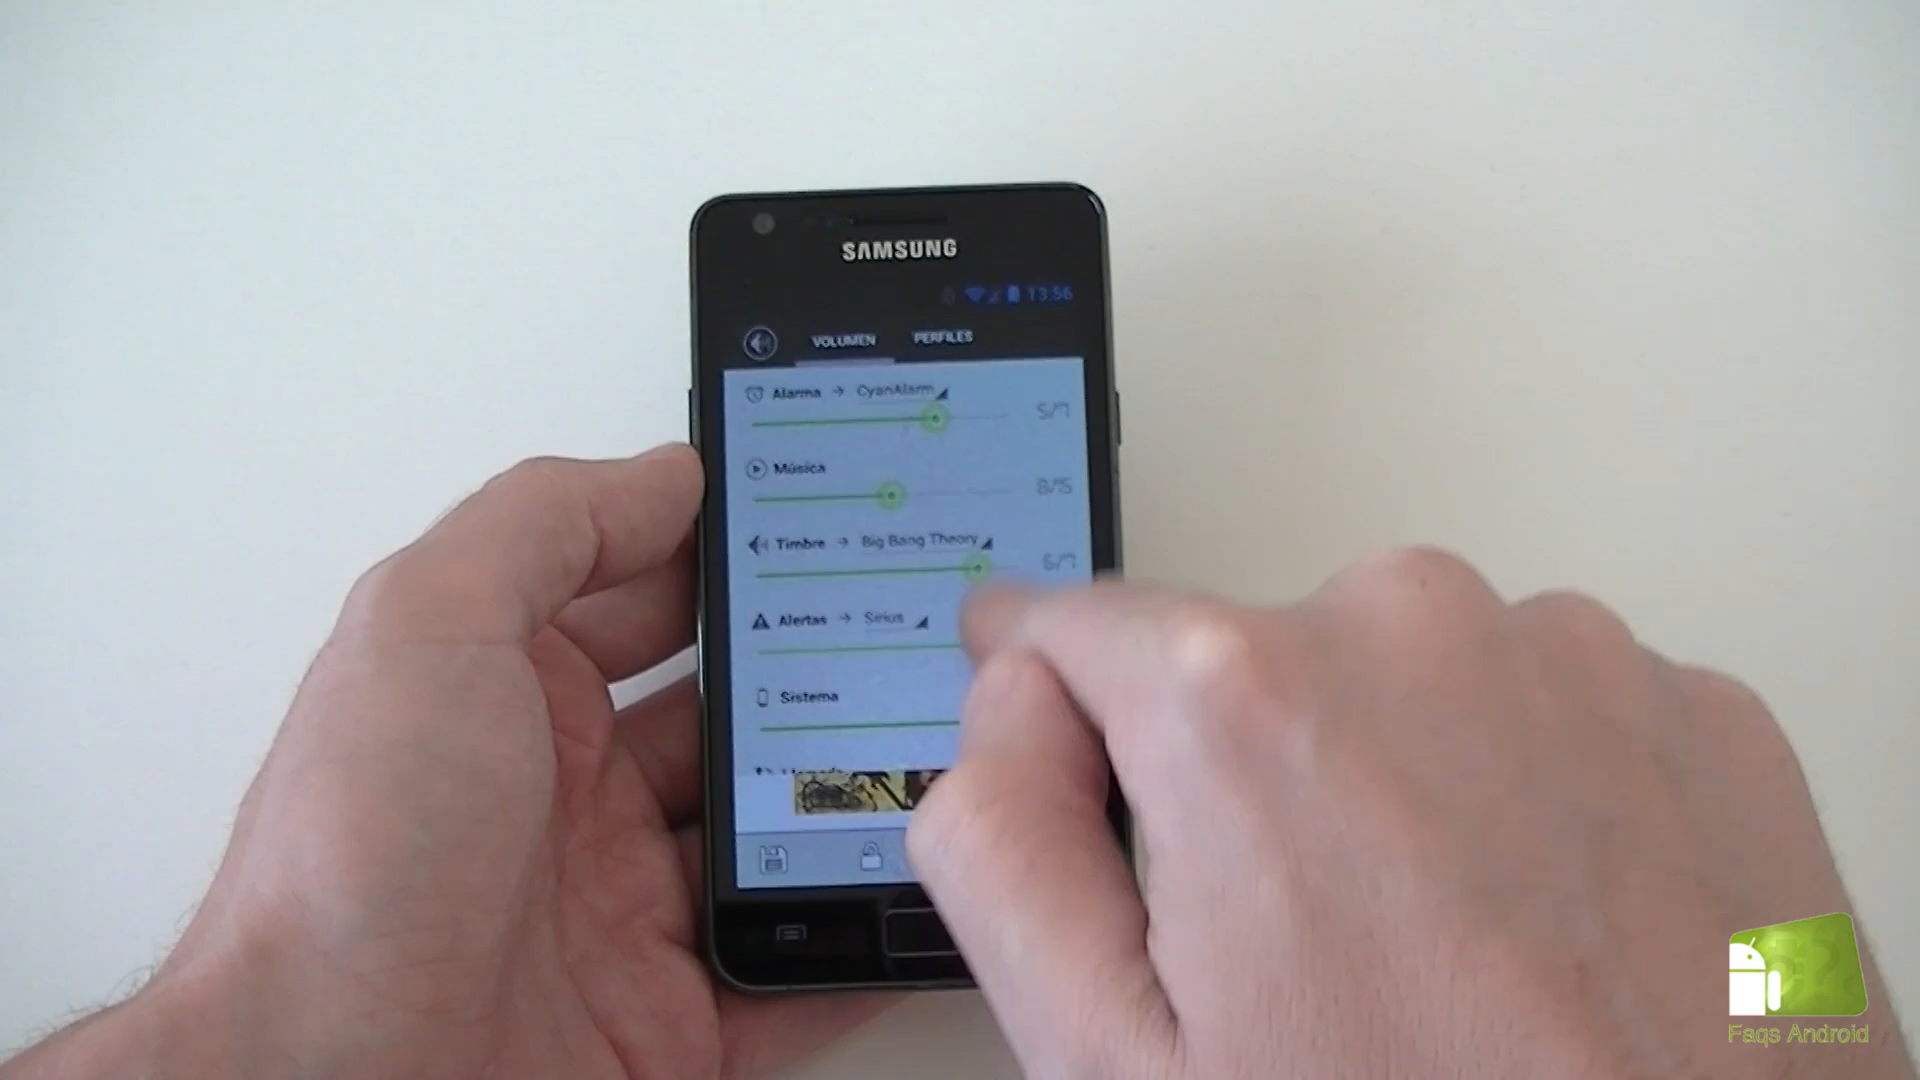 SAMSUNG
13:56
VOLUMEN PERFILES
Alarma → CyanAlarm
5/7
Música
8/15
Timbre → Big Bang Theory
6/7
Alertas → Sirius
Sistema
Faqs Android